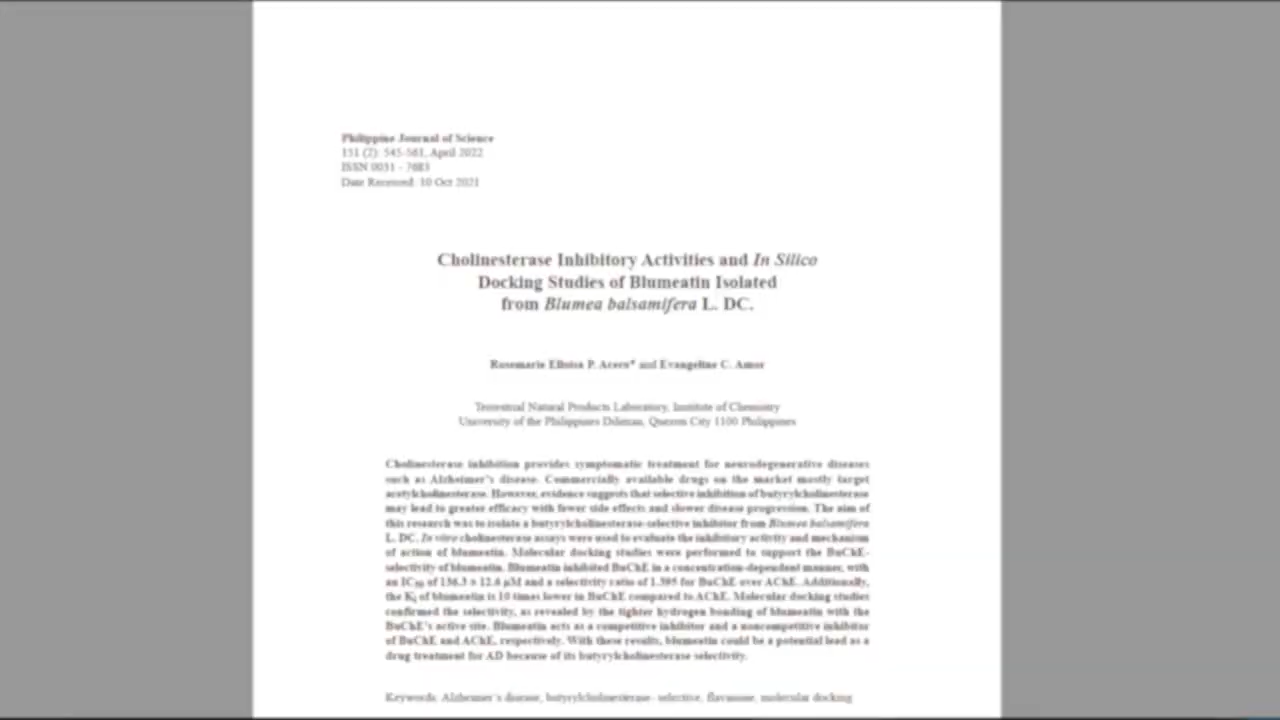 Philippine Journal of Science
151 (2): 545-561, April 2022
ISSN 0031 - 7683
Date Received: 10 Oct 2021
Cholinesterase Inhibitory Activities and In Silico
Docking Studies of Blumeatin Isolated
from Blumea balsamifera L. DC.
Rosemarie Elloisa P. Acero* and Evangeline C. Amor
Terrestrial Natural Products Laboratory, Institute of Chemistry
University of the Philippines Diliman, Quezon City 1100 Philippines
Cholinesterase inhibition provides symptomatic treatment for neurodegenerative diseases
such as Alzheimer's disease. Commercially available drugs on the market mostly target
acetylcholinesterase. However, evidence suggests that selective inhibition of butyrylcholinesterase
may lead to greater efficacy with fewer side effects and slower disease progression. The aim of
this research was to isolate a butyrylcholinesterase-selective inhibitor from Blumea balsamifera
L. DC. In vitro cholinesterase assays were used to evaluate the inhibitory activity and mechanism
of action of blumeatin. Molecular docking studies were performed to support the BuChE-
selectivity of blumeatin. Blumeatin inhibited BuChE in a concentration-dependent manner, with
an IC50 of 136.3 ± 12.6 µM and a selectivity ratio of 1.595 for BuChE over AChE. Additionally,
the Ki of blumeatin is 10 times lower in BuChE compared to AChE. Molecular docking studies
confirmed the selectivity, as revealed by the tighter hydrogen bonding of blumeatin with the
BuChE's active site. Blumeatin acts as a competitive inhibitor and a noncompetitive inhibitor
of BuChE and AChE, respectively. With these results, blumeatin could be a potential lead as a
drug treatment for AD because of its butyrylcholinesterase selectivity.
Keywords: Alzheimer's disease, butyrylcholinesterase- selective, flavanone, molecular docking